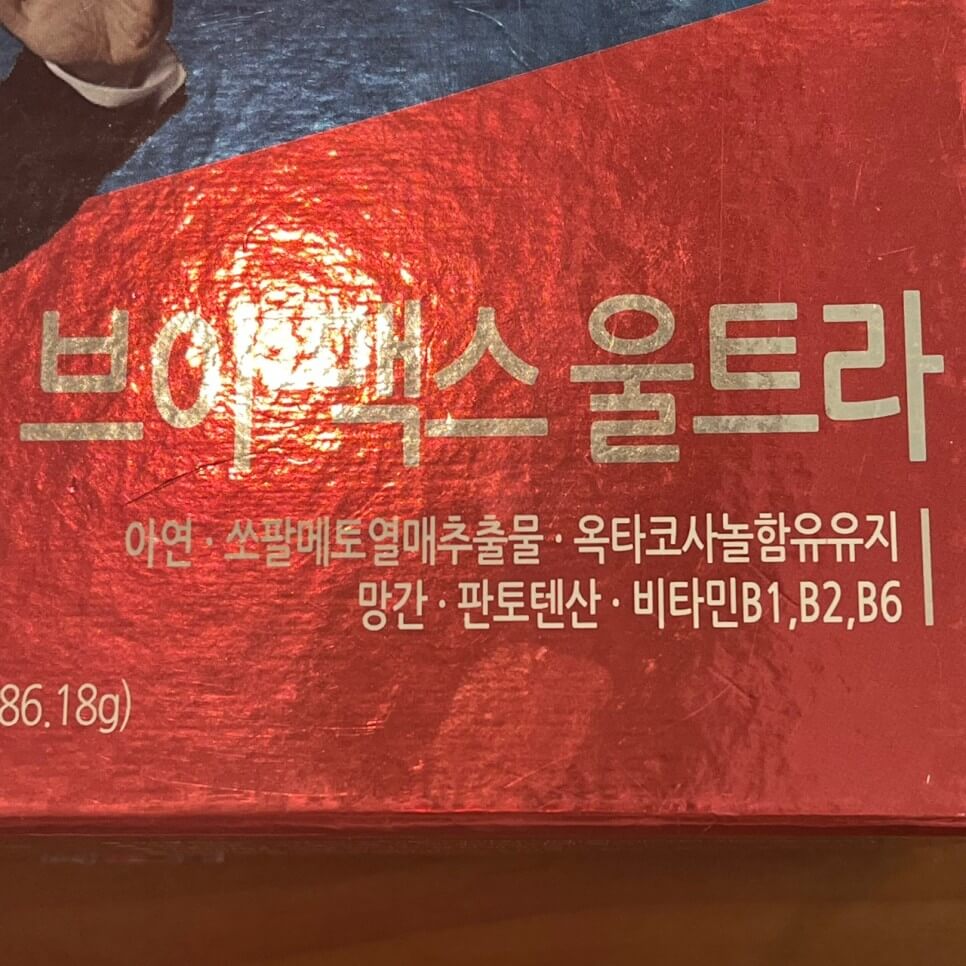 브이 맥스 울트라
아연 · 쏘팔메토열매추출물 · 옥타코사놀함유유지
망간 · 판토텐산 · 비타민B1,B2,B6
86.18g)